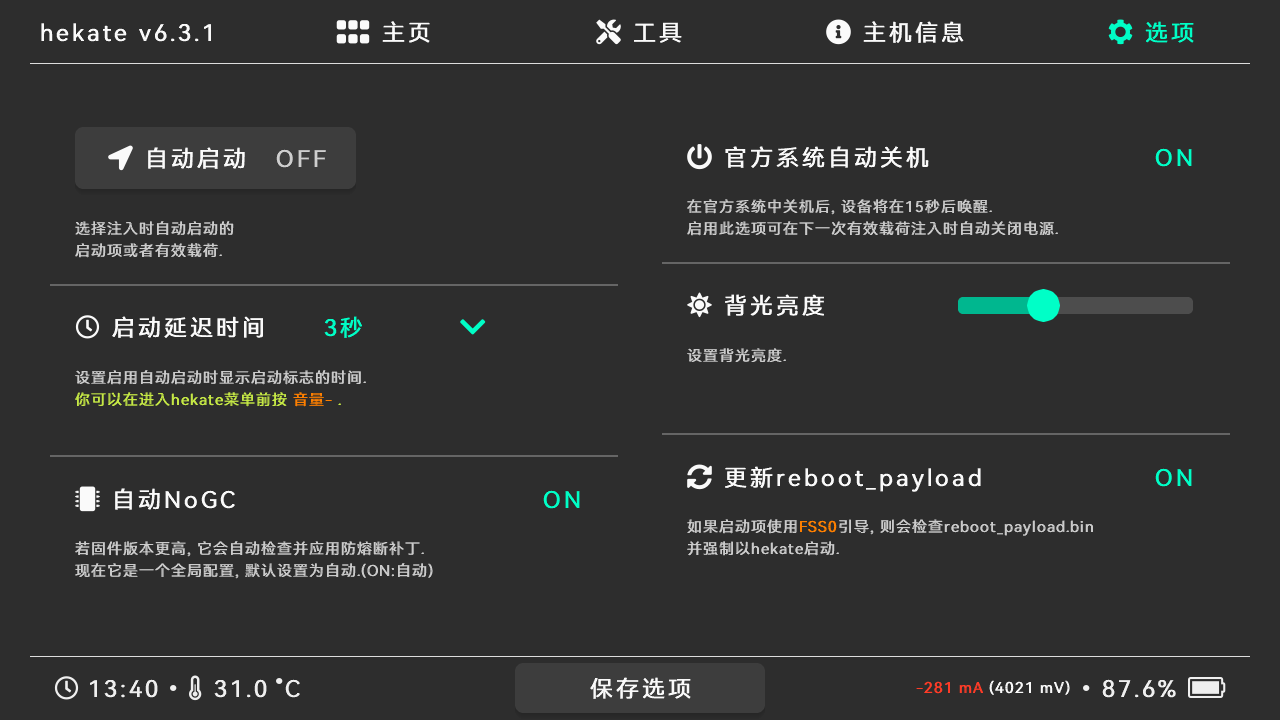 hekate v6.3.1
主页
工具
主机信息
选项
自动启动 OFF
选择注入时自动启动的
启动项或者有效载荷.
启动延迟时间 3秒
设置启用自动启动时显示启动标志的时间.
你可以在进入hekate菜单前按 音量- .
自动NoGC ON
若固件版本更高, 它会自动检查并应用防熔断补丁.
现在它是一个全局配置, 默认设置为自动.(ON:自动)
官方系统自动关机 ON
在官方系统中关机后, 设备将在15秒后唤醒.
启用此选项可在下一次有效载荷注入时自动关闭电源.
背光亮度
设置背光亮度.
更新reboot_payload ON
如果启动项使用FSS0引导, 则会检查reboot_payload.bin
并强制以hekate启动.
13:40 • 31.0 °C
保存选项
-281 mA (4021 mV) • 87.6%